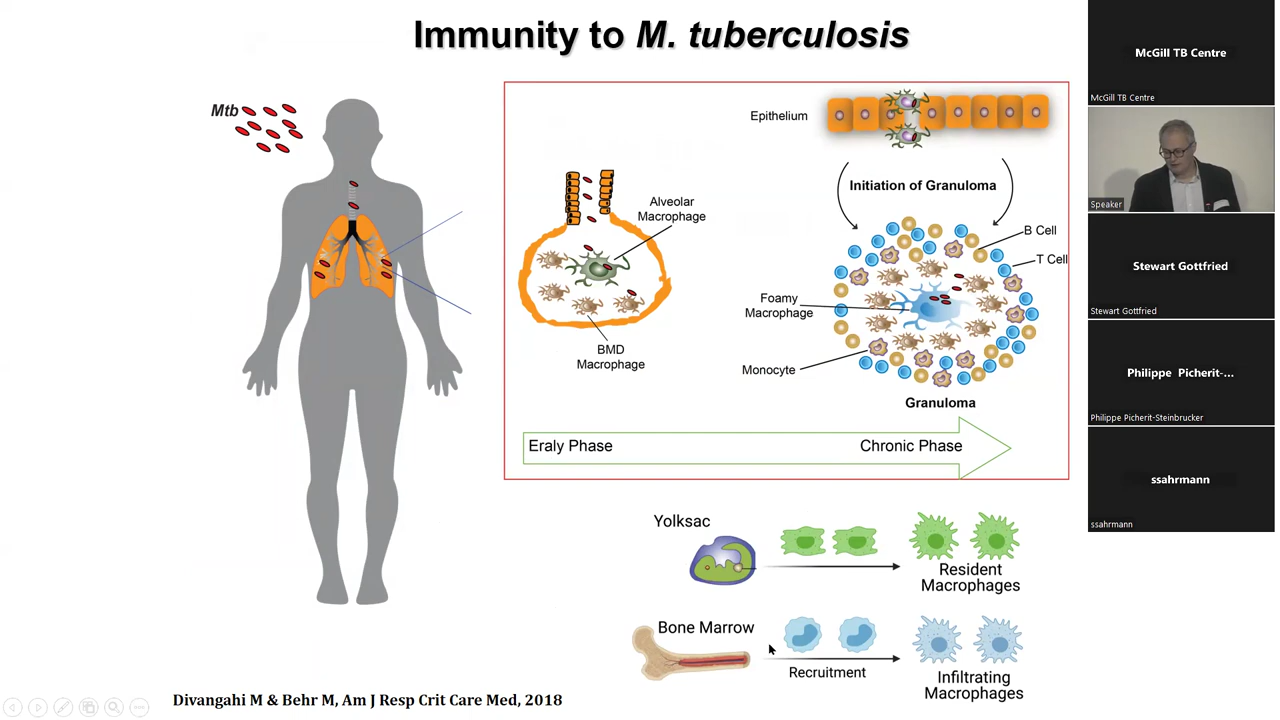 Immunity to M. tuberculosis
Mtb
Epithelium
Initiation of Granuloma
Alveolar
Macrophage
BMD
Macrophage
B Cell
T Cell
Foamy
Macrophage
Monocyte
Granuloma
Eraly Phase
Chronic Phase
Yolksac
Resident
Macrophages
Bone Marrow
Recruitment
Infiltrating
Macrophages
Divangahi M & Behr M, Am J Resp Crit Care Med, 2018
McGill TB Centre
McGill TB Centre
Speaker
Stewart Gottfried
Stewart Gottfried
Philippe Picherit-...
Philippe Picherit-Steinbrucker
ssahrmann
ssahrmann